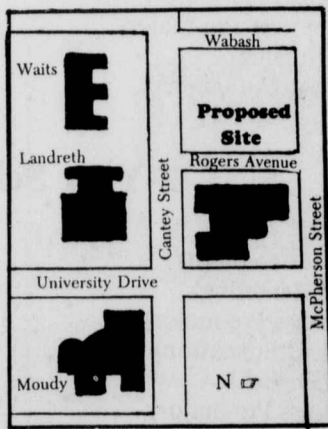 Wabash
Waits
Proposed
Site
Landreth
Rogers Avenue
Cantey Street
McPherson Street
University Drive
Moudy
N ☞